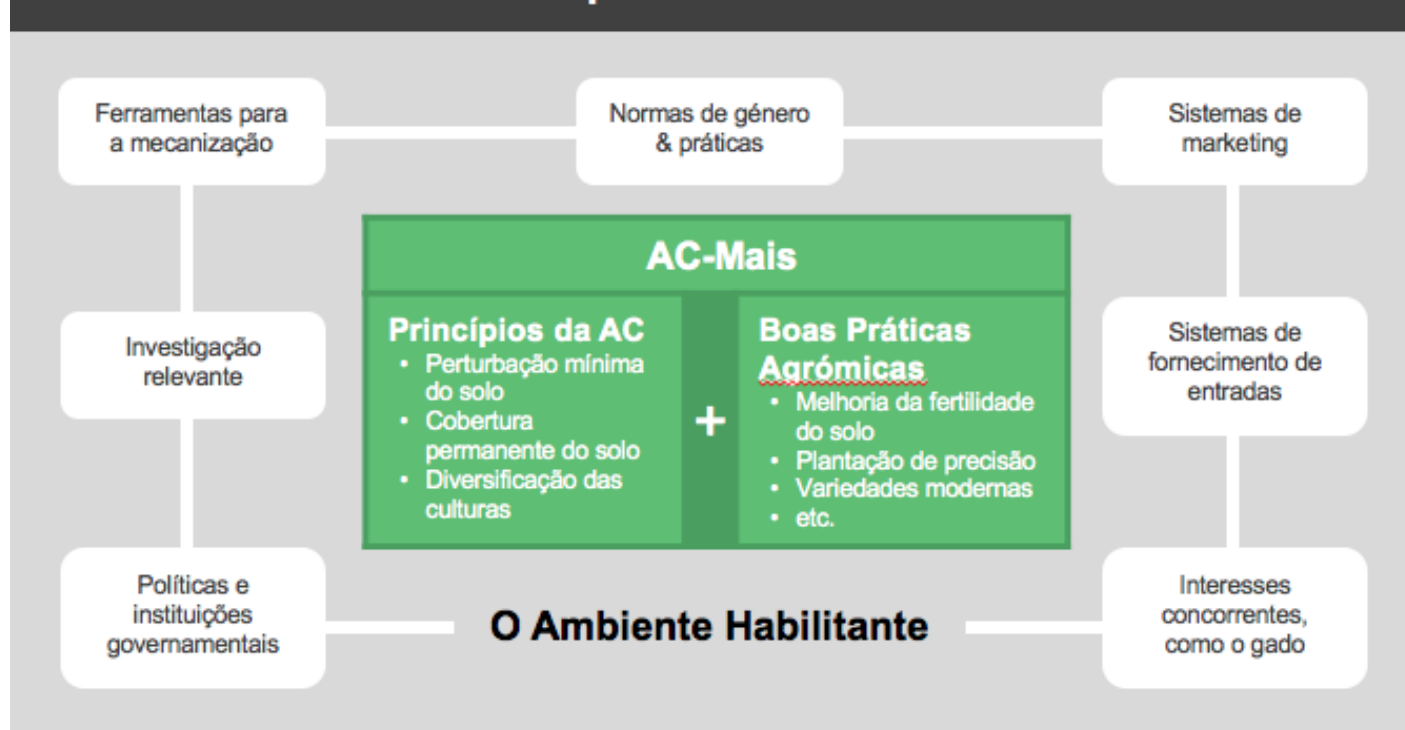 Ferramentas para
a mecanização
Normas de género
& práticas
Sistemas de
marketing
AC-Mais
Princípios da AC
• Perturbação mínima
do solo
• Cobertura
permanente do solo
• Diversificação das
culturas
+
Boas Práticas
Agrómicas
• Melhoria da fertilidade
do solo
• Plantação de precisão
• Variedades modernas
• etc.
Investigação
relevante
Sistemas de
fornecimento de
entradas
Políticas e
instituições
governamentais
O Ambiente Habilitante
Interesses
concorrentes,
como o gado